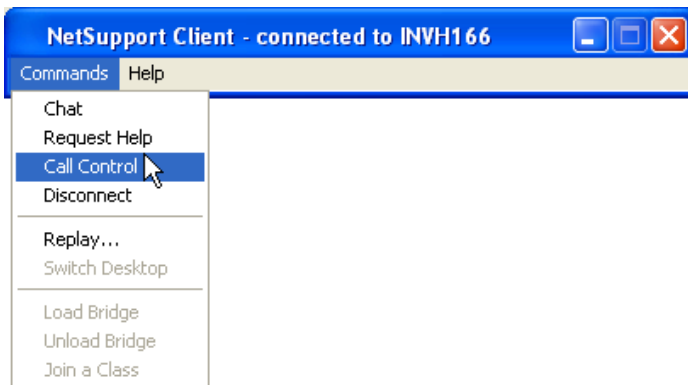 NetSupport Client - connected to INVH166
Commands Help
Chat
Request Help
Call Control
Disconnect
Replay...
Switch Desktop
Load Bridge
Unload Bridge
Join a Class